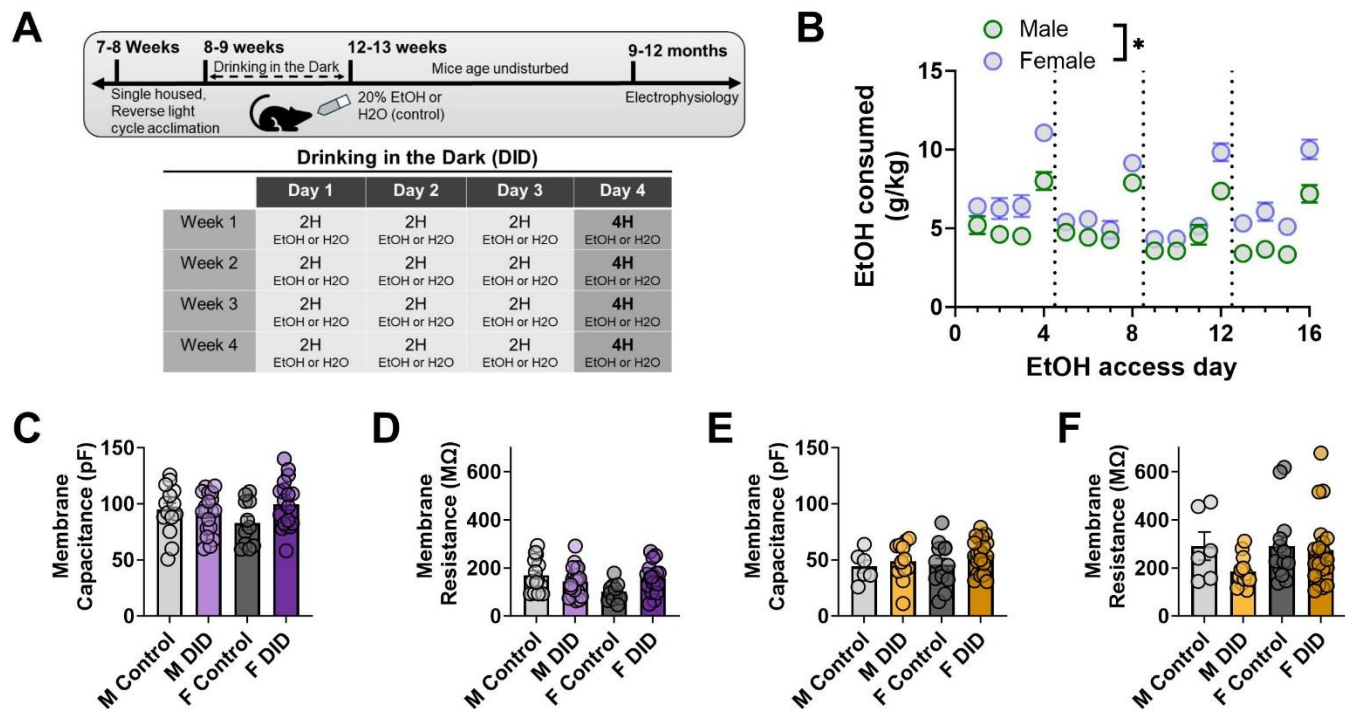 A
7-8 Weeks
8-9 weeks
12-13 weeks
9-12 months
Drinking in the Dark
Mice age undisturbed
Single housed,
Reverse light
cycle acclimation
20% EtOH or
H2O (control)
Electrophysiology
Drinking in the Dark (DID)
Day 1 Day 2 Day 3 Day 4
Week 1 2H 2H 2H 4H
EtOH or H2O EtOH or H2O EtOH or H2O EtOH or H2O
Week 2 2H 2H 2H 4H
EtOH or H2O EtOH or H2O EtOH or H2O EtOH or H2O
Week 3 2H 2H 2H 4H
EtOH or H2O EtOH or H2O EtOH or H2O EtOH or H2O
Week 4 2H 2H 2H 4H
EtOH or H2O EtOH or H2O EtOH or H2O EtOH or H2O
B
Male
Female
*
EtOH consumed
(g/kg)
15
10
5
0
0 4 8 12 16
EtOH access day
C
Membrane
Capacitance (pF)
150
100
50
0
M Control M DID F Control F DID
D
Membrane
Resistance (MΩ)
600
400
200
0
M Control M DID F Control F DID
E
Membrane
Capacitance (pF)
150
100
50
0
M Control M DID F Control F DID
F
Membrane
Resistance (MΩ)
600
400
200
0
M Control M DID F Control F DID